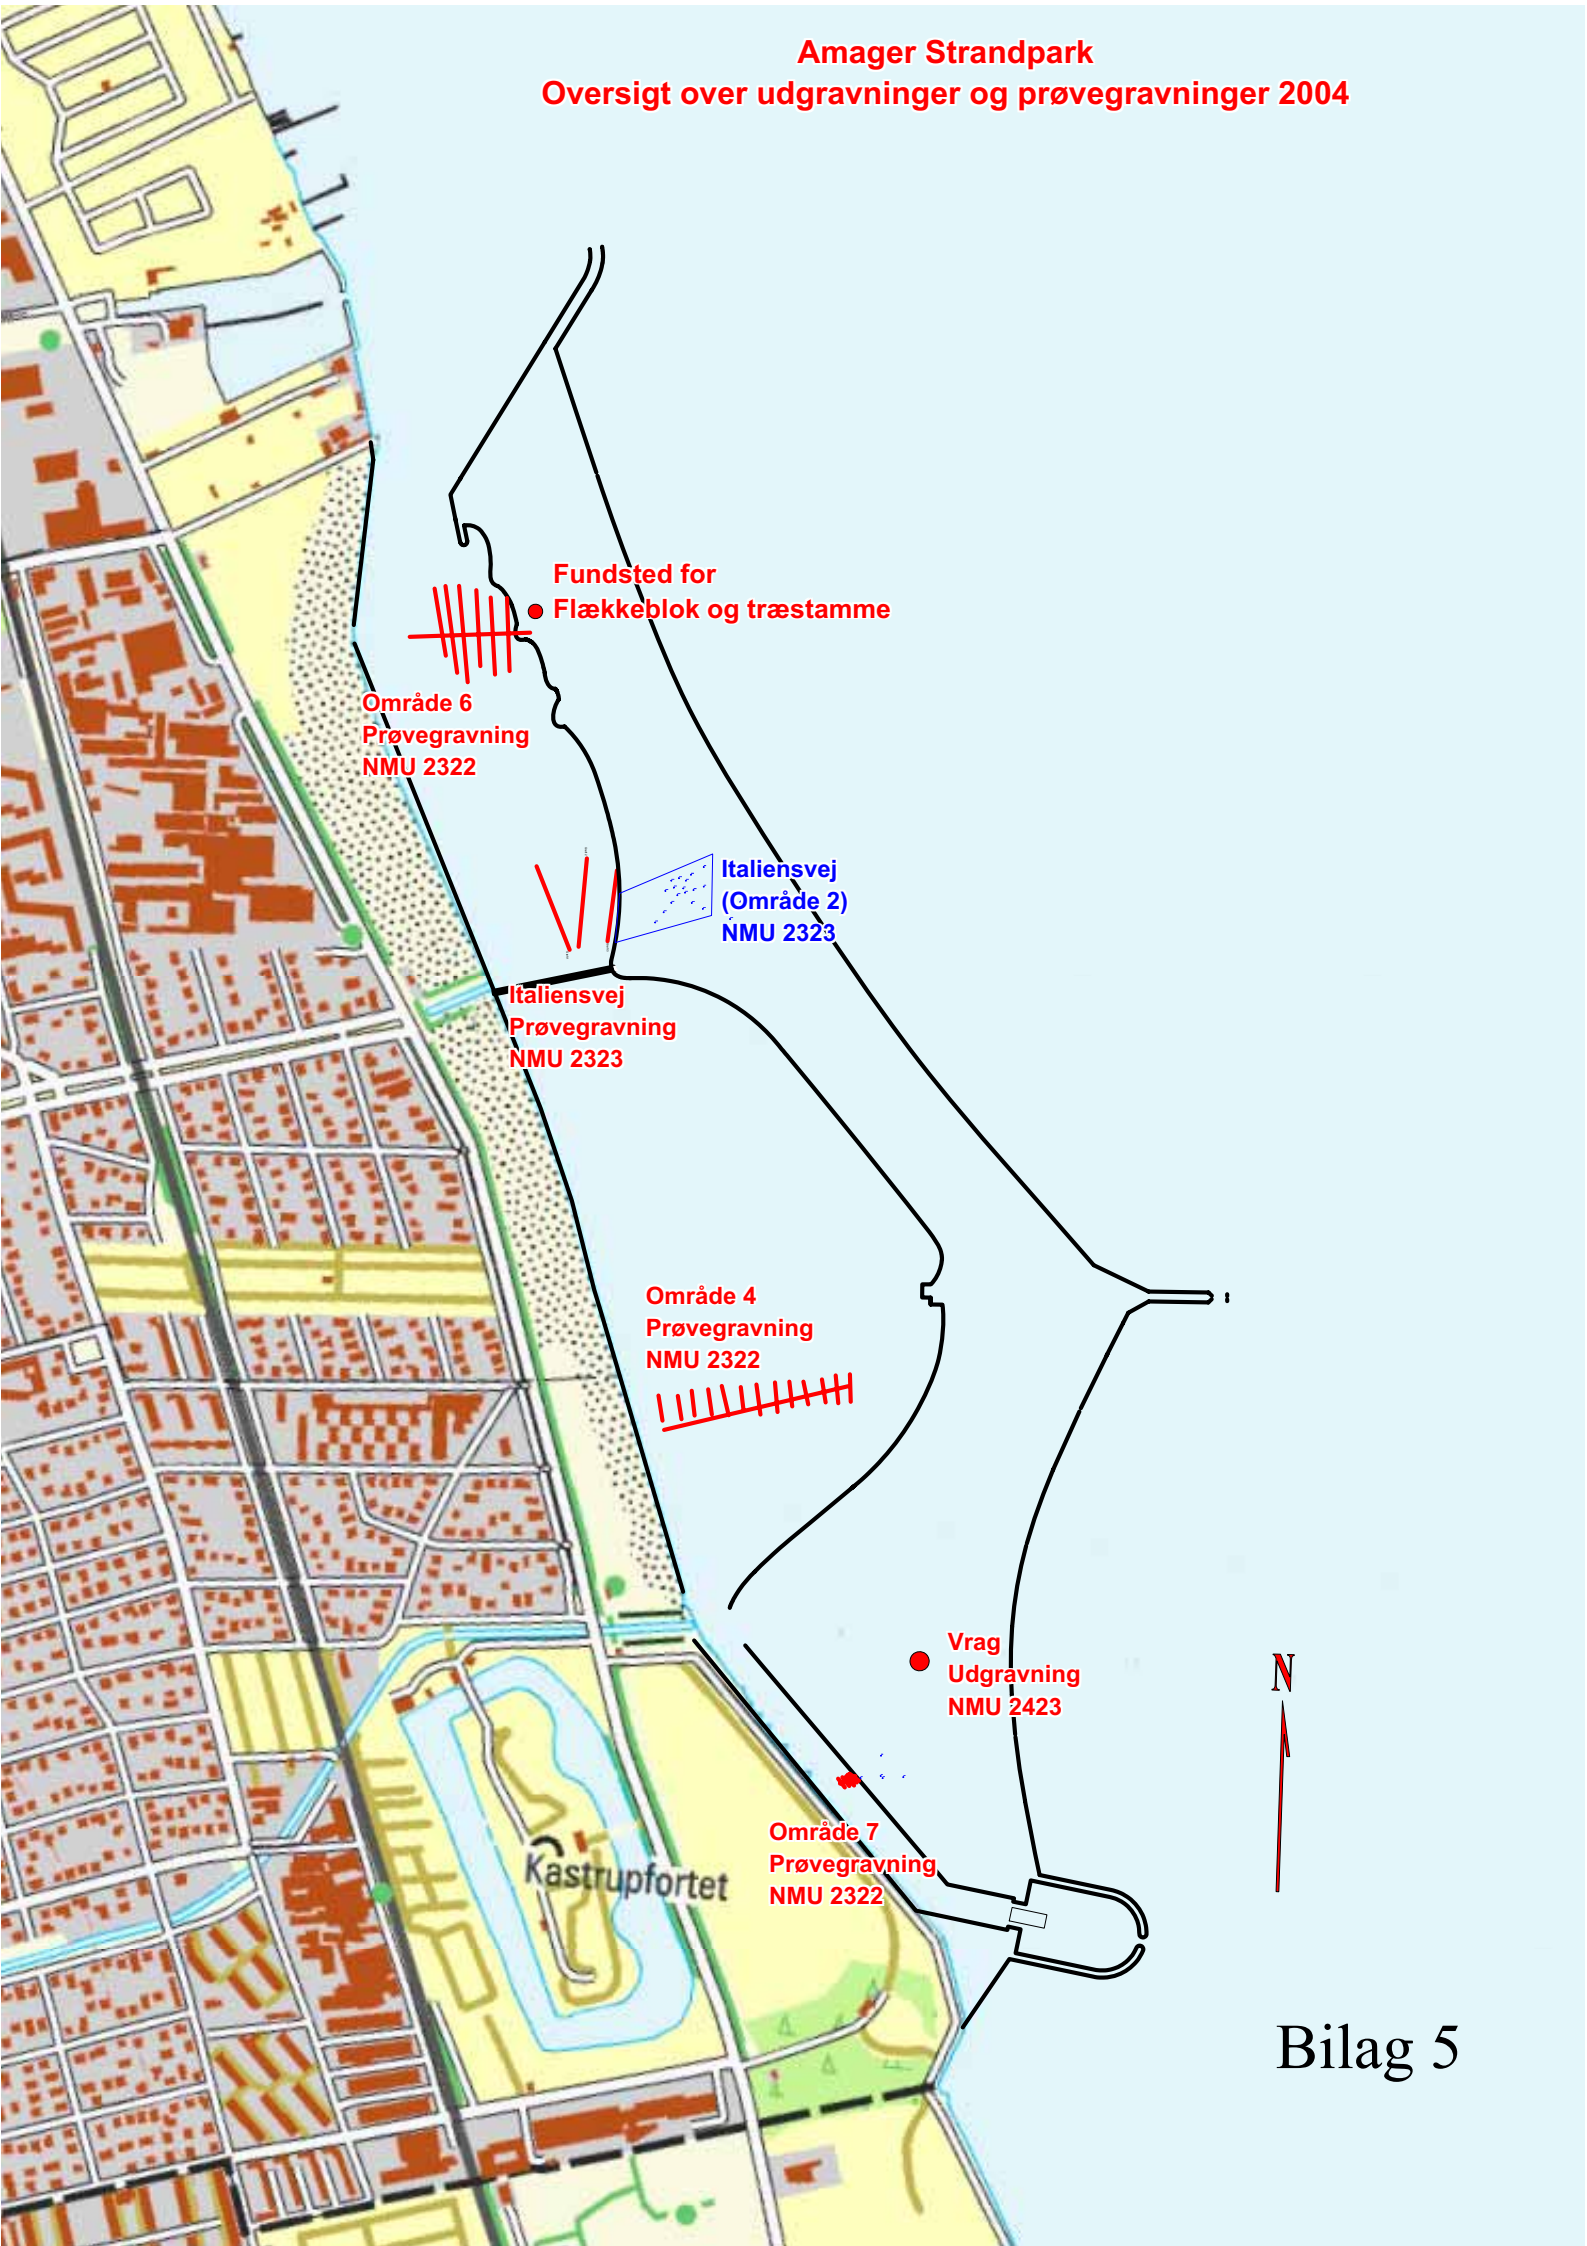 Amager Strandpark
Oversigt over udgravninger og prøvegravninger 2004
Fundsted for
Flækkeblok og træstamme
Område 6
Prøvegravning
NMU 2322
Italiensvej
(Område 2)
NMU 2323
Italiensvej
Prøvegravning
NMU 2323
Område 4
Prøvegravning
NMU 2322
Vrag
Udgravning
NMU 2423
N
Område 7
Prøvegravning
NMU 2322
Kastrupfortet
Bilag 5